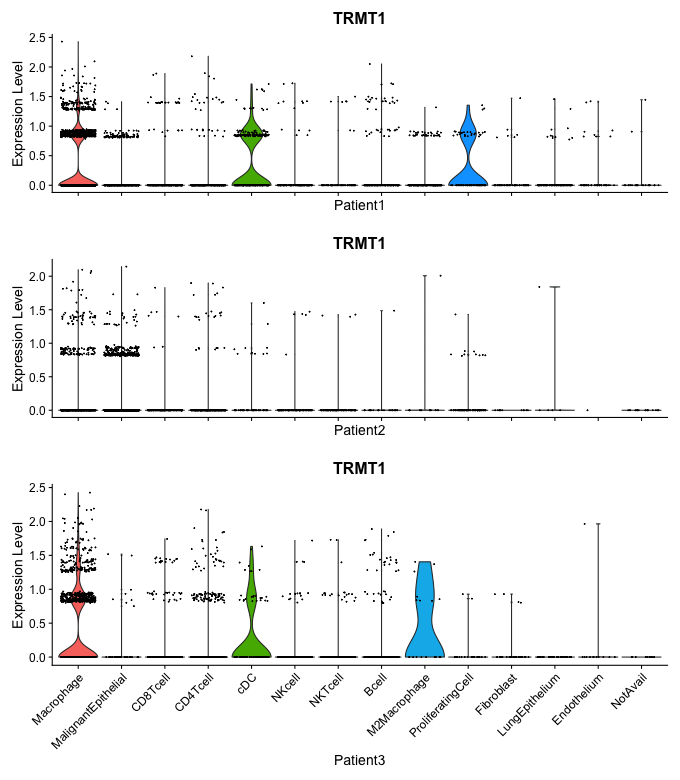 TRMT1
Expression Level
2.5
2.0
1.5
1.0
0.5
0.0
Patient1
TRMT1
Expression Level
2.0
1.5
1.0
0.5
0.0
Patient2
TRMT1
Expression Level
2.5
2.0
1.5
1.0
0.5
0.0
Macrophage
MalignantEpithelial
CD8Tcell
CD4Tcell
cDC
NKcell
NKTcell
Bcell
M2Macrophage
ProliferatingCell
Fibroblast
LungEpithelium
Endothelium
NotAvail
Patient3